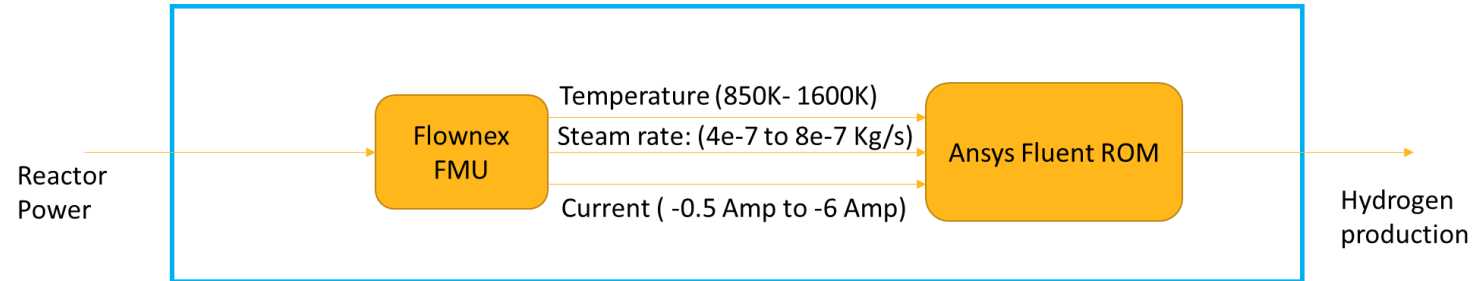 Reactor
Power
Flownex
FMU
Temperature (850K- 1600K)
Steam rate: (4e-7 to 8e-7 Kg/s)
Current ( -0.5 Amp to -6 Amp)
Ansys Fluent ROM
Hydrogen
production